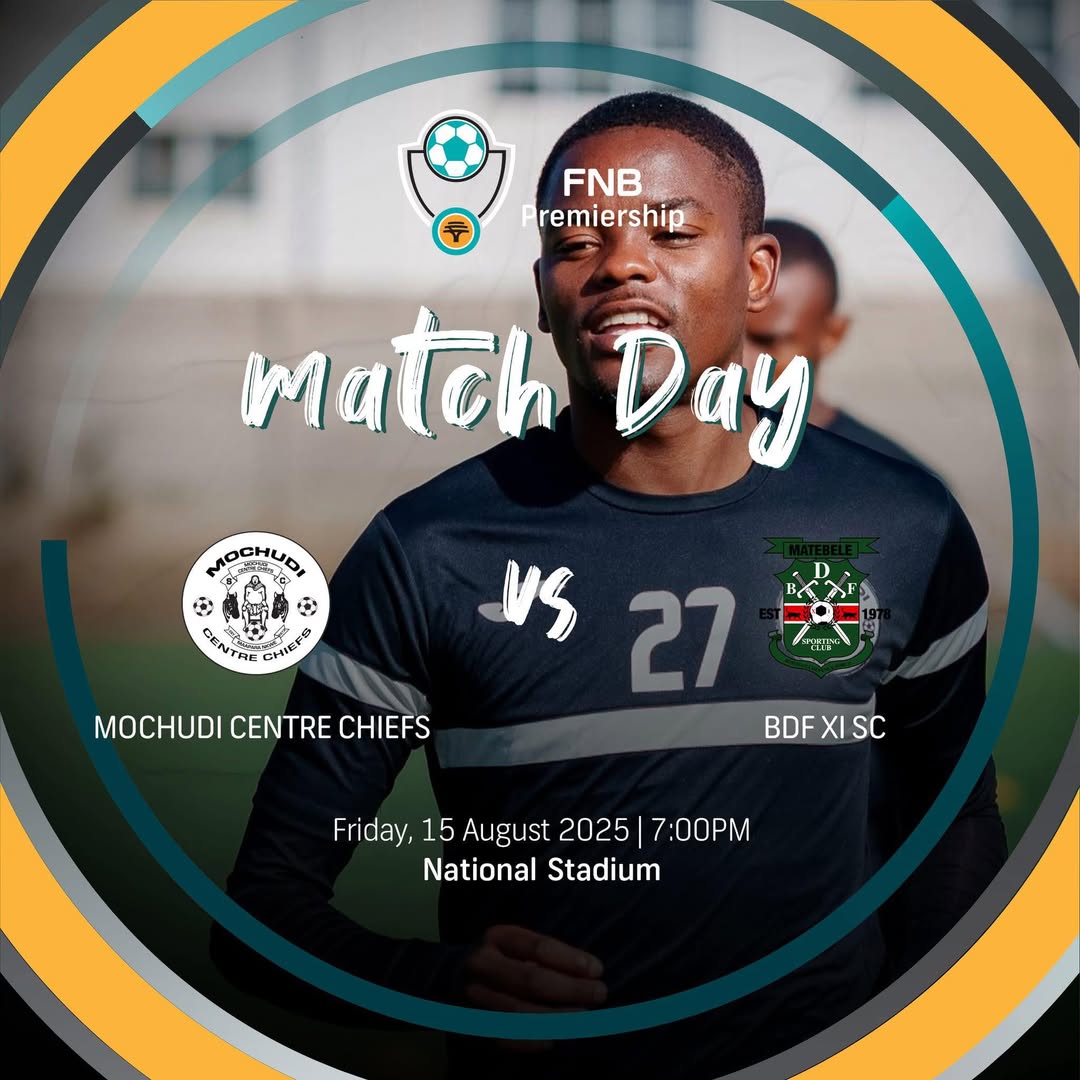 FNB
Premiership
Match Day
MOCHUDI
MOCHUDI
CENTRE CHIEFS
S C
CENTRE CHIEFS
vs
27
MATEBELE
D
B F
EST 1978
SPORTING
CLUB
MOCHUDI CENTRE CHIEFS
BDF XI SC
Friday, 15 August 2025 | 7:00PM
National Stadium